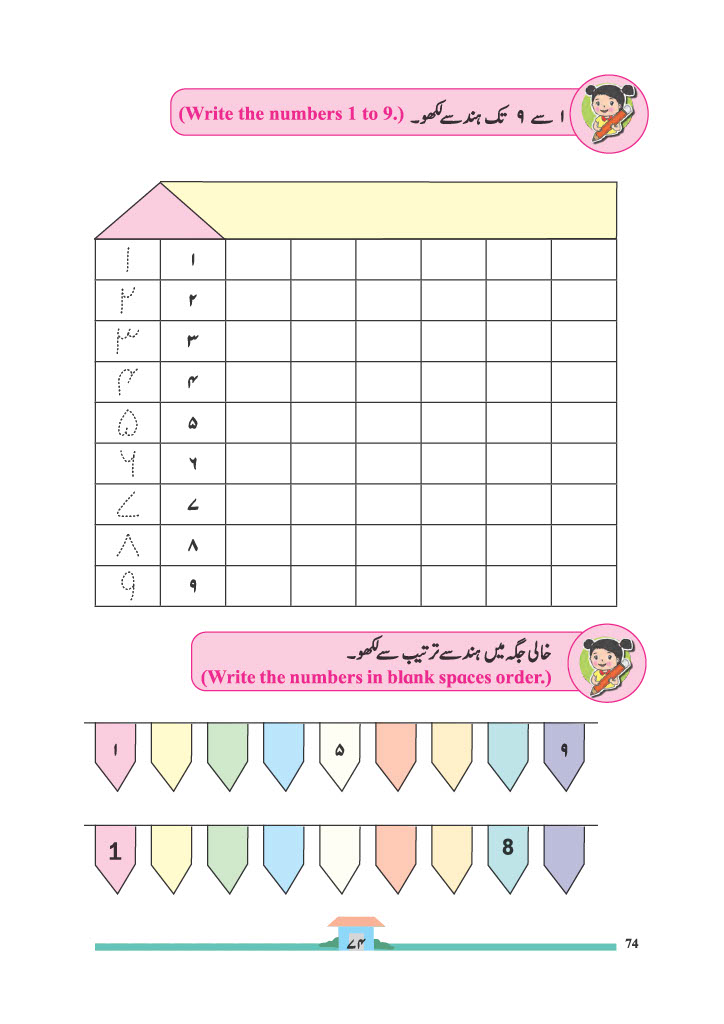 ۱ سے ۹ تک ہندسے لکھو۔ (Write the numbers 1 to 9.)
۱ ۱
۲ ۲
۳ ۳
۴ ۴
۵ ۵
۶ ۶
۷ ۷
۸ ۸
۹ ۹
خالی جگہ میں ہندسے ترتیب سے لکھو۔
(Write the numbers in blank spaces order.)
۱ ۵ ۹
1 8
۷۴ 74